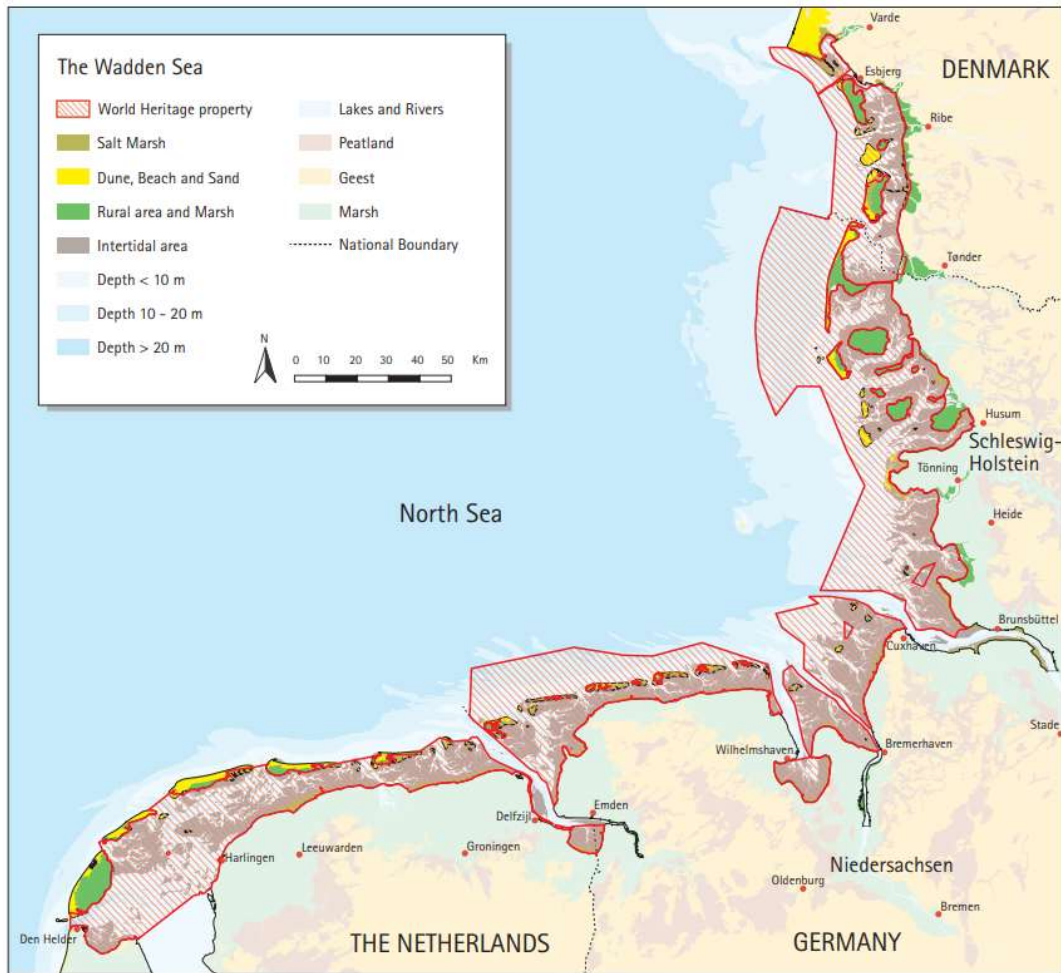 The Wadden Sea
World Heritage property
Salt Marsh
Dune, Beach and Sand
Rural area and Marsh
Intertidal area
Depth < 10 m
Depth 10 - 20 m
Depth > 20 m
Lakes and Rivers
Peatland
Geest
Marsh
National Boundary
N
0 10 20 30 40 50 Km
Varde
Esbjerg
DENMARK
Ribe
Tønder
Husum
Schleswig-
Holstein
Tönning
Heide
North Sea
Brunsbüttel
Cuxhaven
Stade
Wilhelmshaven
Bremerhaven
Emden
Delfzijl
Groningen
Leeuwarden
Harlingen
Niedersachsen
Oldenburg
Bremen
Den Helder
THE NETHERLANDS
GERMANY